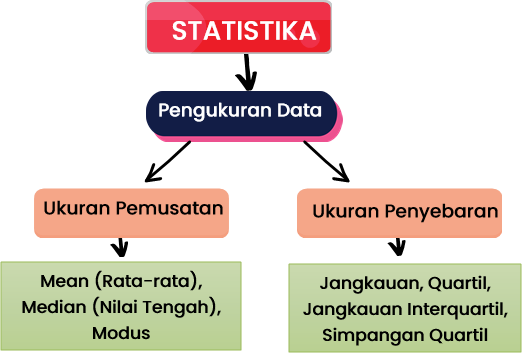 STATISTIKA
Pengukuran Data
Ukuran Pemusatan
Ukuran Penyebaran
Mean (Rata-rata),
Median (Nilai Tengah),
Modus
Jangkauan, Quartil,
Jangkauan Interquartil,
Simpangan Quartil